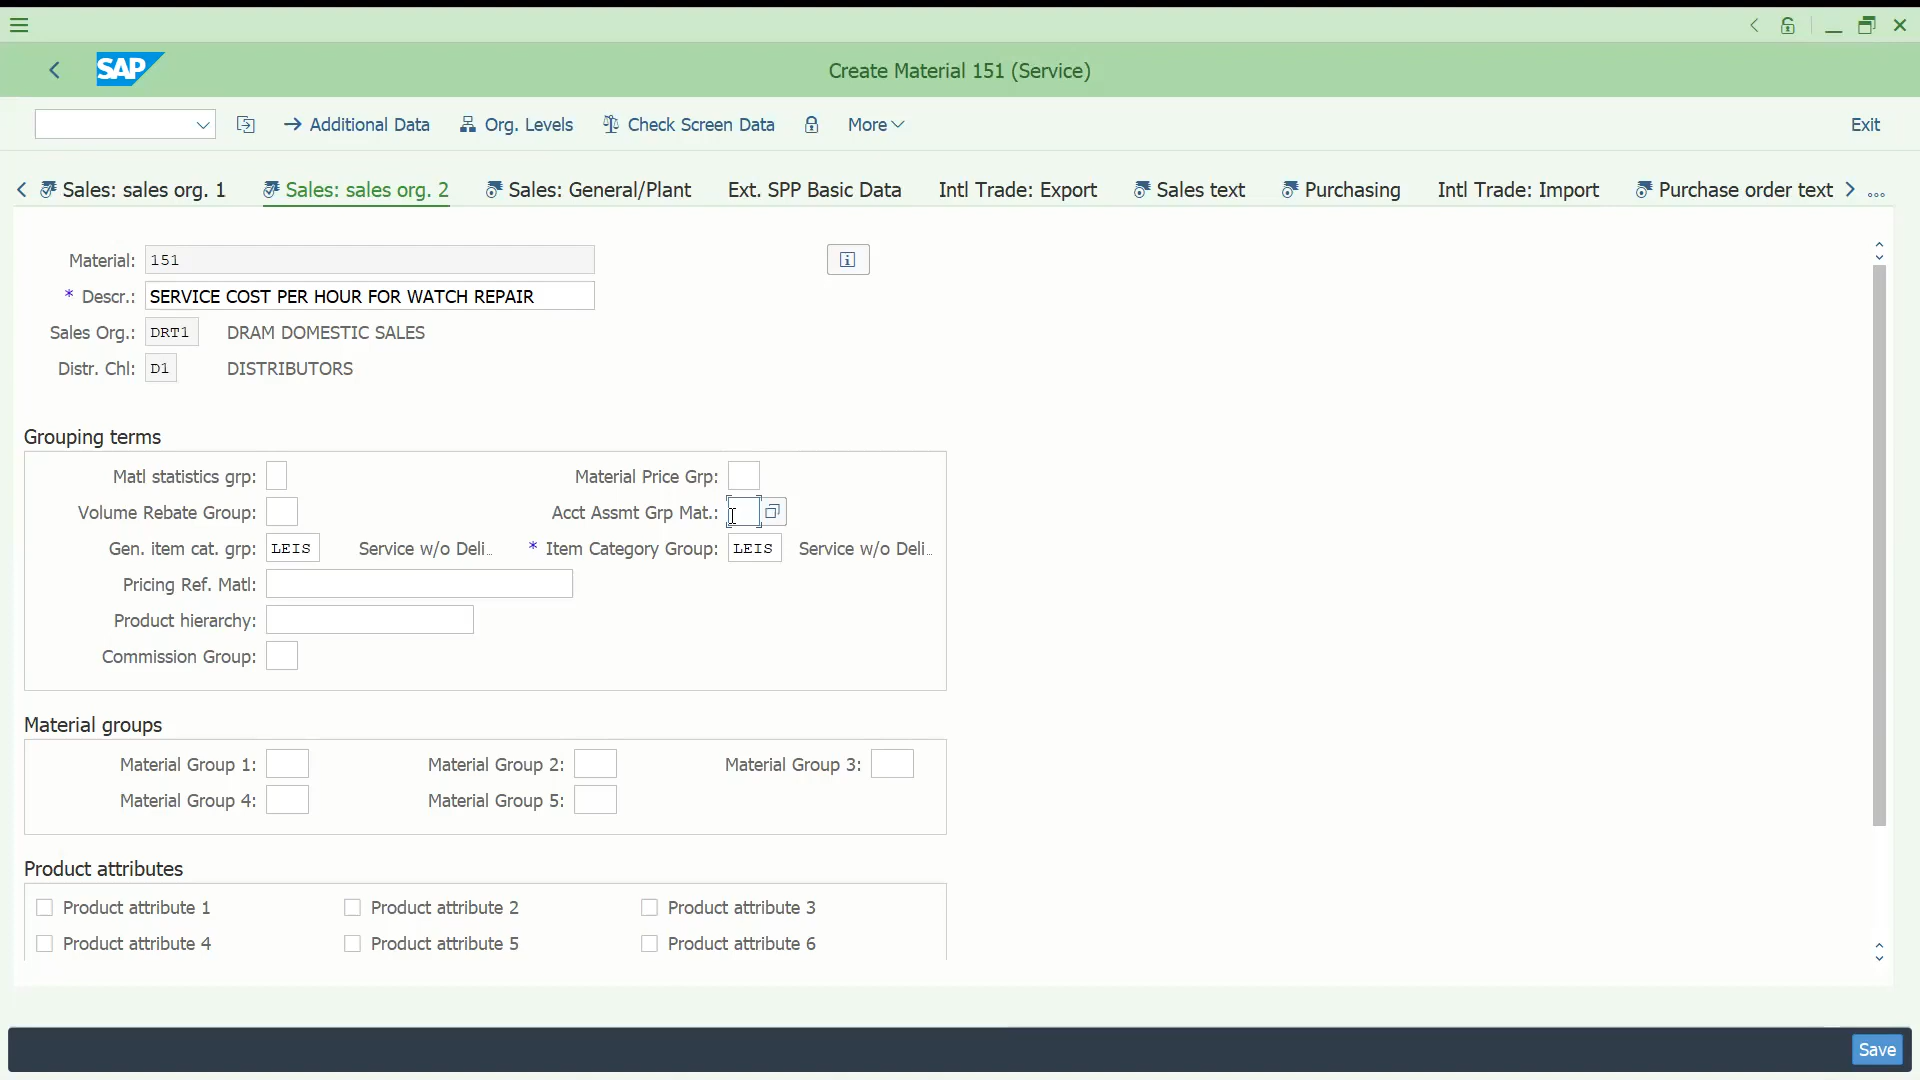 SAP
Create Material 151 (Service)
Additional Data Org. Levels Check Screen Data More Exit
Sales: sales org. 1 Sales: sales org. 2 Sales: General/Plant Ext. SPP Basic Data Intl Trade: Export Sales text Purchasing Intl Trade: Import Purchase order text ...
Material: 151
* Descr.: SERVICE COST PER HOUR FOR WATCH REPAIR
Sales Org.: DRT1 DRAM DOMESTIC SALES
Distr. Chl: D1 DISTRIBUTORS
Grouping terms
Matl statistics grp: Material Price Grp:
Volume Rebate Group: Acct Assmt Grp Mat.:
Gen. item cat. grp: LEIS Service w/o Deli... * Item Category Group: LEIS Service w/o Deli...
Pricing Ref. Matl:
Product hierarchy:
Commission Group:
Material groups
Material Group 1: Material Group 2: Material Group 3:
Material Group 4: Material Group 5:
Product attributes
Product attribute 1 Product attribute 2 Product attribute 3
Product attribute 4 Product attribute 5 Product attribute 6
Save